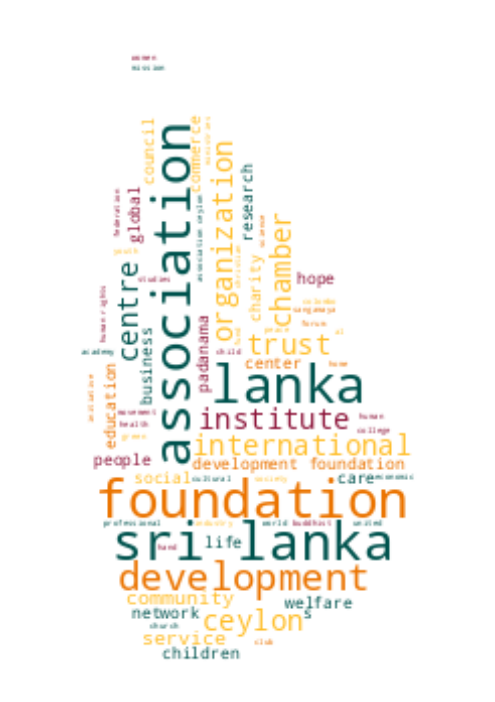 women
mission
council
association
commerce
ministries
organization
research
federation
global
association ceylon
science
chamber
youth
centre
charity
studies
hope
human rights
colombo
sangamaya
business
padanama
forum
peace
trust
academy
child
center
home
education
lanka
initiative
movement
institute
human
health
college
green
international
people
development foundation
social
cultural
society
care
economic
foundation
professional
industry
world
buddhist
united
sri lanka
hand
life
development
community
welfare
network
ceylon
s
church
service
club
children